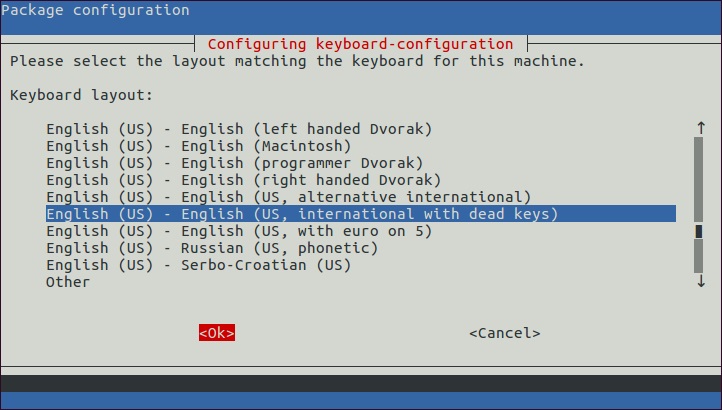 Package configuration
Configuring keyboard-configuration
Please select the layout matching the keyboard for this machine.
Keyboard layout:
English (US) - English (left handed Dvorak)
English (US) - English (Macintosh)
English (US) - English (programmer Dvorak)
English (US) - English (right handed Dvorak)
English (US) - English (US, alternative international)
English (US) - English (US, international with dead keys)
English (US) - English (US, with euro on 5)
English (US) - Russian (US, phonetic)
English (US) - Serbo-Croatian (US)
Other
<Ok> <Cancel>